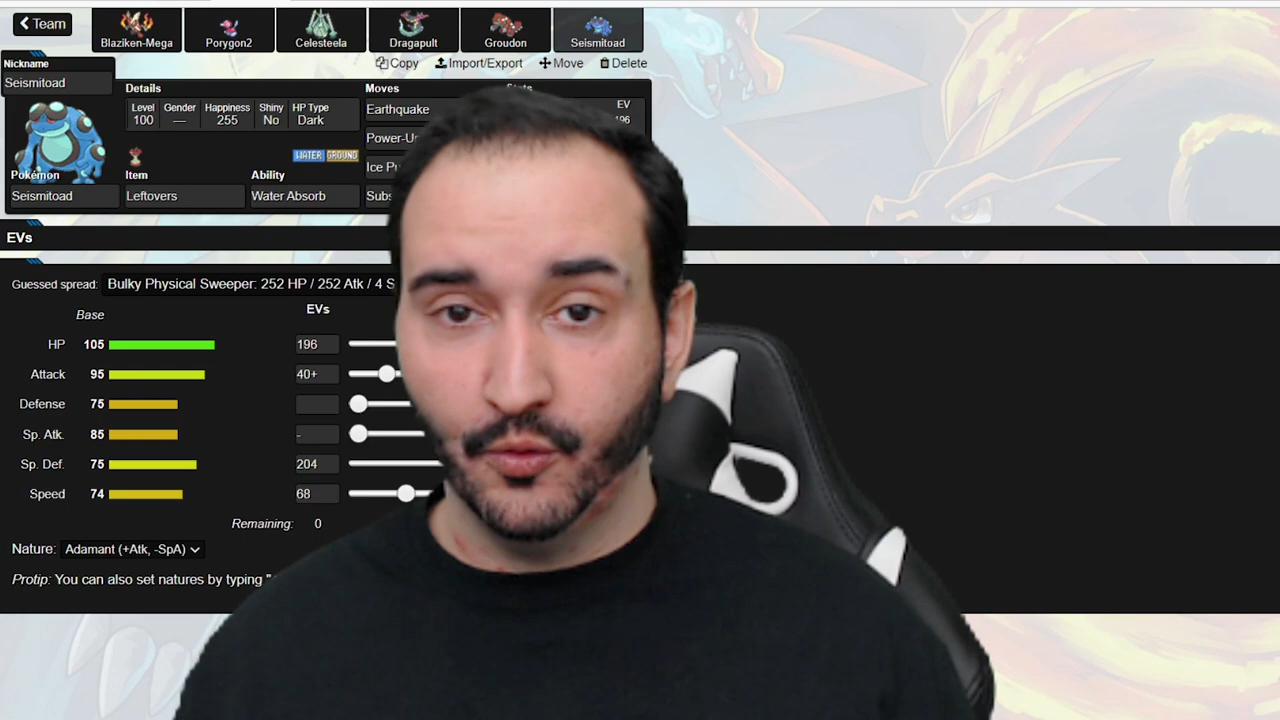 Team
Blaziken-Mega
Porygon2
Celesteela
Dragapult
Groudon
Seismitoad
Copy
Import/Export
Move
Delete
Nickname
Seismitoad
Details
Level Gender Happiness Shiny HP Type
100 — 255 No Dark
WATER GROUND
Pokémon
Seismitoad
Item
Leftovers
Ability
Water Absorb
Moves
Earthquake
Power-U
Ice Pu
Subs
EV
196
EVs
Guessed spread: Bulky Physical Sweeper: 252 HP / 252 Atk / 4 S
Base EVs
HP 105 196
Attack 95 40+
Defense 75
Sp. Atk. 85 -
Sp. Def. 75 204
Speed 74 68
Remaining: 0
Nature: Adamant (+Atk, -SpA)
Protip: You can also set natures by typing "